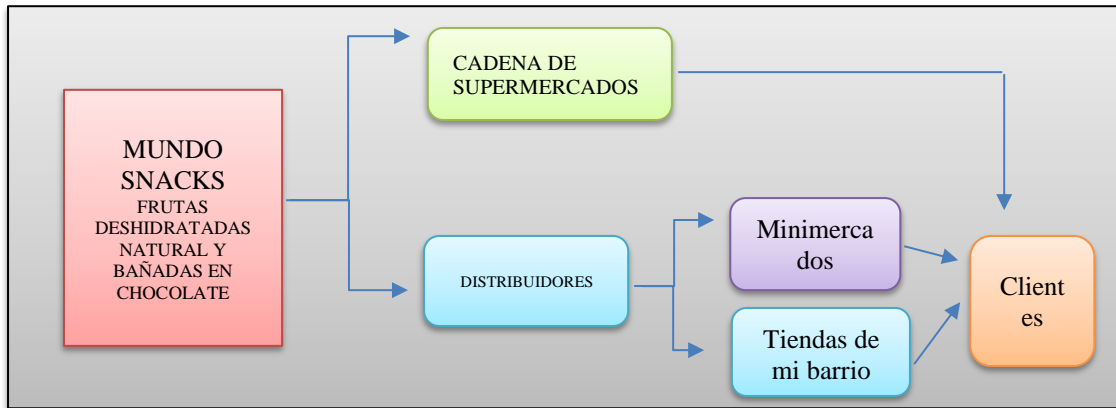 MUNDO
SNACKS
FRUTAS
DESHIDRATADAS
NATURAL Y
BAÑADAS EN
CHOCOLATE
CADENA DE
SUPERMERCADOS
DISTRIBUIDORES
Minimerca
dos
Tiendas de
mi barrio
Client
es